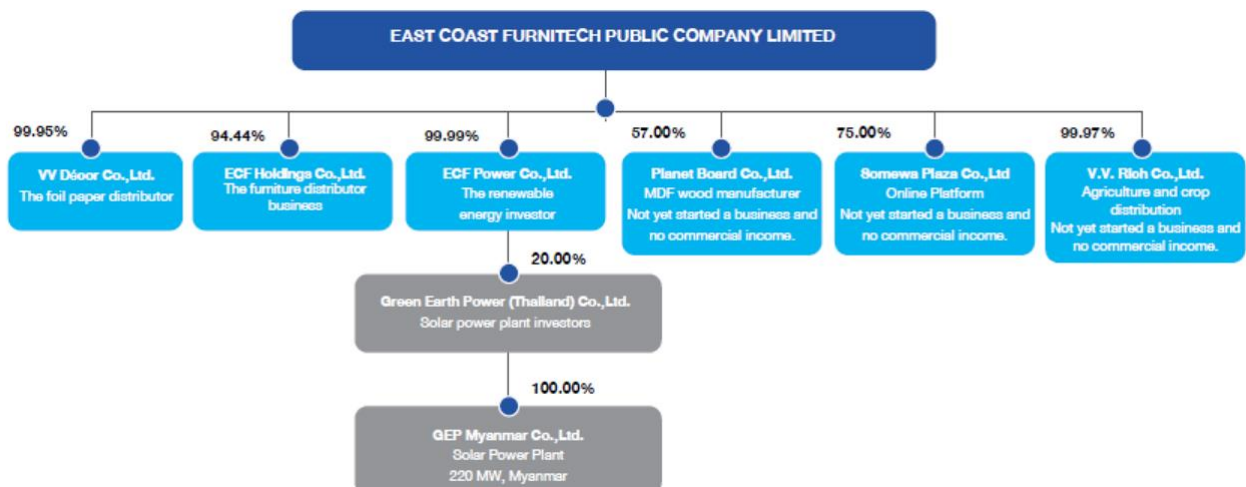 EAST COAST FURNITECH PUBLIC COMPANY LIMITED
99.95%
94.44%
99.99%
57.00%
75.00%
99.97%
VV Décor Co.,Ltd.
The foil paper distributor
ECF Holdings Co.,Ltd.
The furniture distributor
business
ECF Power Co.,Ltd.
The renewable
energy investor
Planet Board Co.,Ltd.
MDF wood manufacturer
Not yet started a business and
no commercial income.
Somewa Plaza Co.,Ltd
Online Platform
Not yet started a business and
no commercial income.
V.V. Rich Co.,Ltd.
Agriculture and crop
distribution
Not yet started a business and
no commercial income.
20.00%
Green Earth Power (Thailand) Co.,Ltd.
Solar power plant investors
100.00%
GEP Myanmar Co.,Ltd.
Solar Power Plant
220 MW, Myanmar